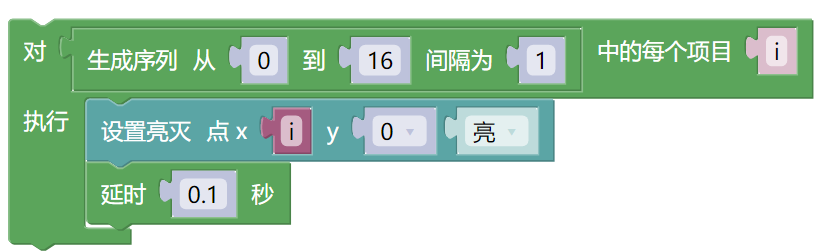 对 生成序列 从 0 到 16 间隔为 1 中的每个项目 i
执行 设置亮灭 点 x i y 0 亮
延时 0.1 秒